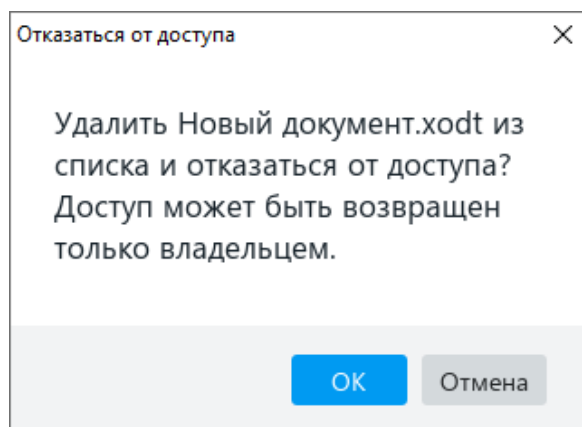 Отказаться от доступа
Удалить Новый документ.xodt из
списка и отказаться от доступа?
Доступ может быть возвращен
только владельцем.
OK
Отмена